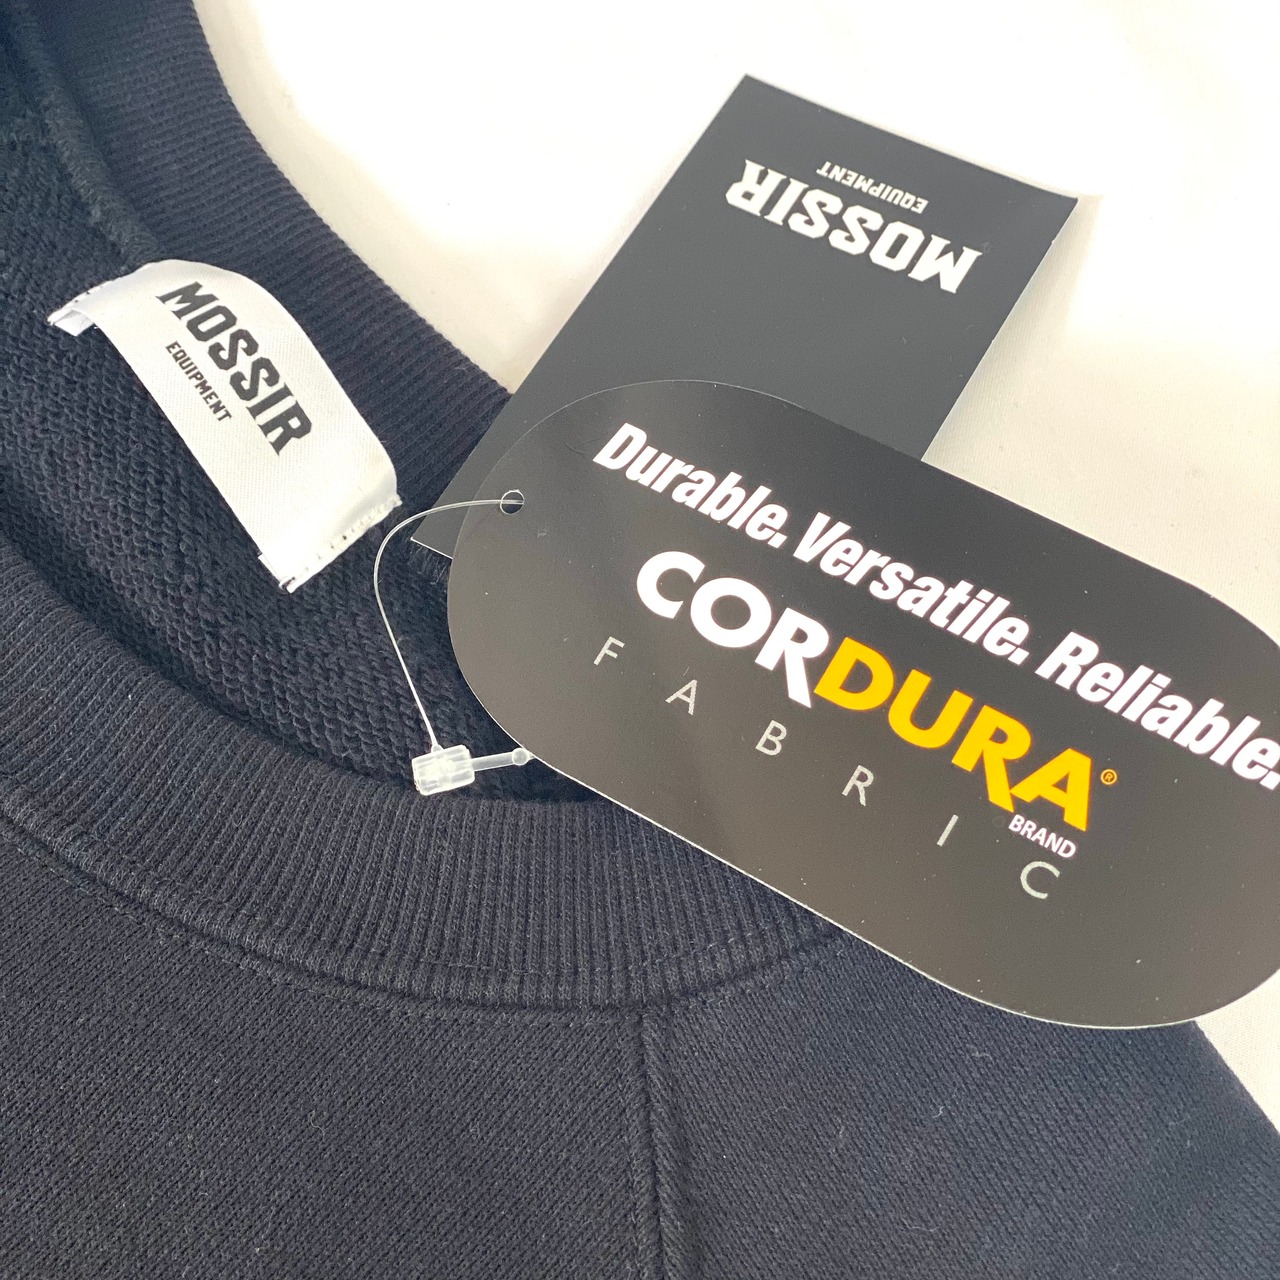 MOSSIR
EQUIPMENT
MOSSIR
EQUIPMENT
Durable. Versatile. Reliable.
CORDURA®
BRAND
FABRIC